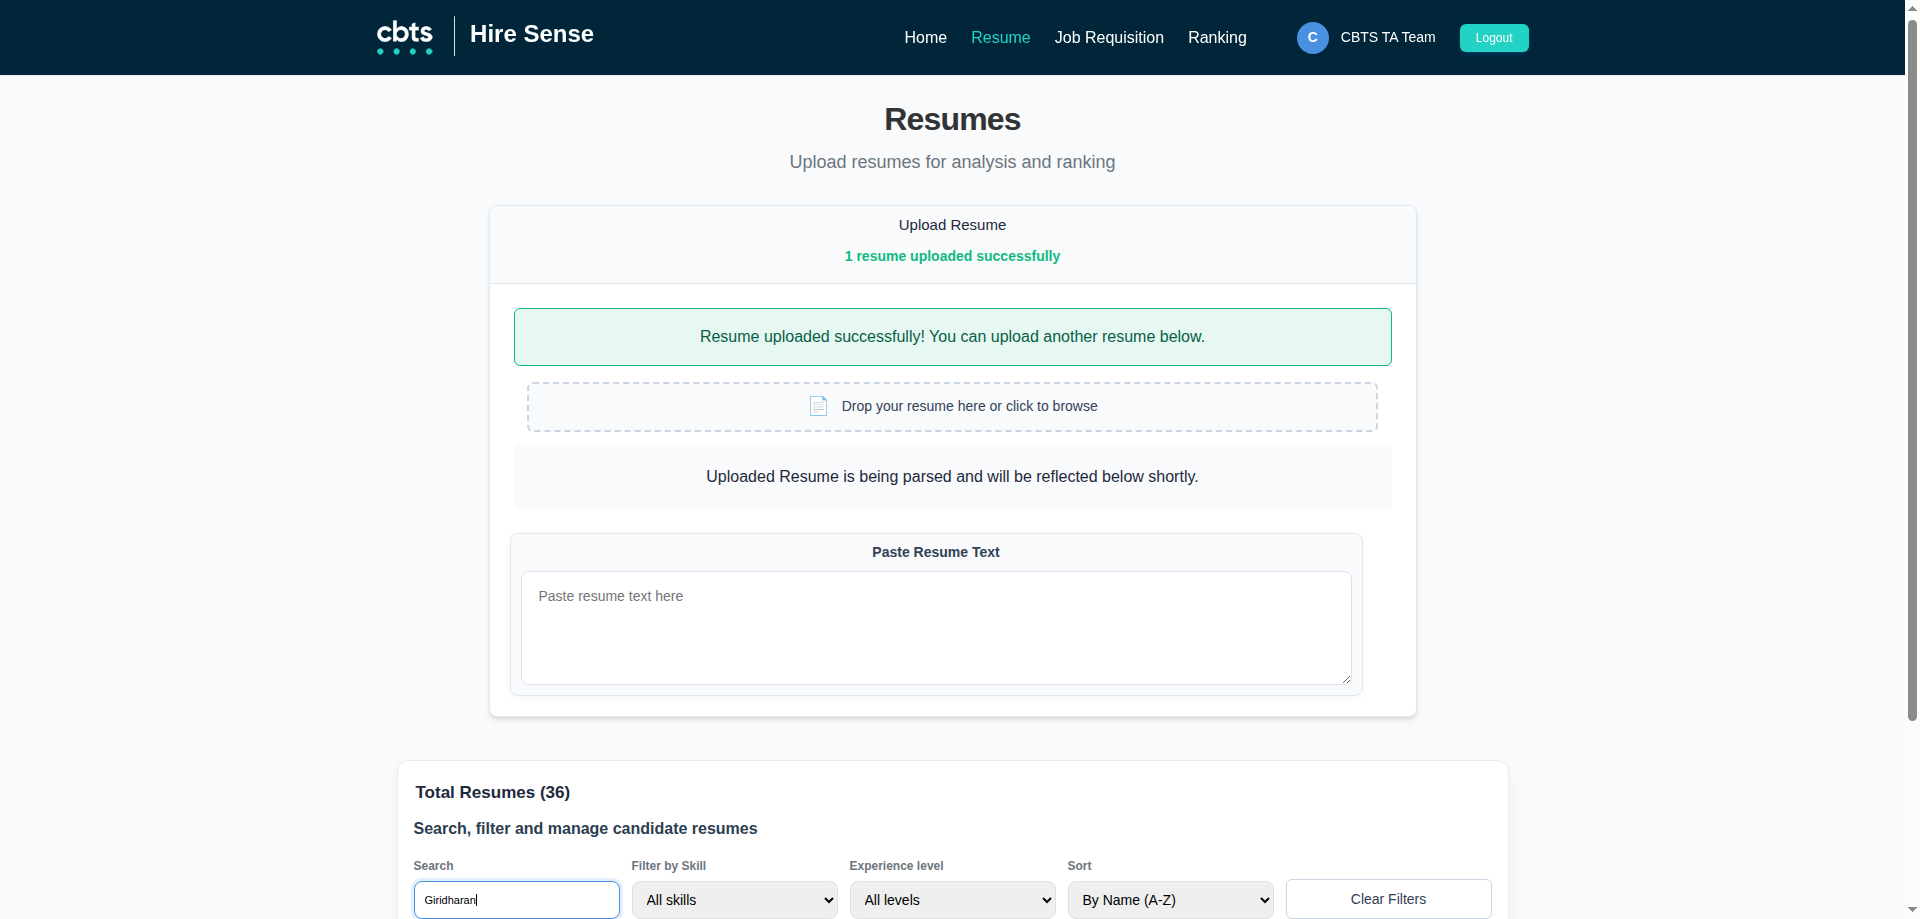 cbts
Hire Sense
Home
Resume
Job Requisition
Ranking
C
CBTS TA Team
Logout
Resumes
Upload resumes for analysis and ranking
Upload Resume
1 resume uploaded successfully
Resume uploaded successfully! You can upload another resume below.
Drop your resume here or click to browse
Uploaded Resume is being parsed and will be reflected below shortly.
Paste Resume Text
Paste resume text here
Total Resumes (36)
Search, filter and manage candidate resumes
Search
Filter by Skill
Experience level
Sort
Giridharan
All skills
All levels
By Name (A-Z)
Clear Filters